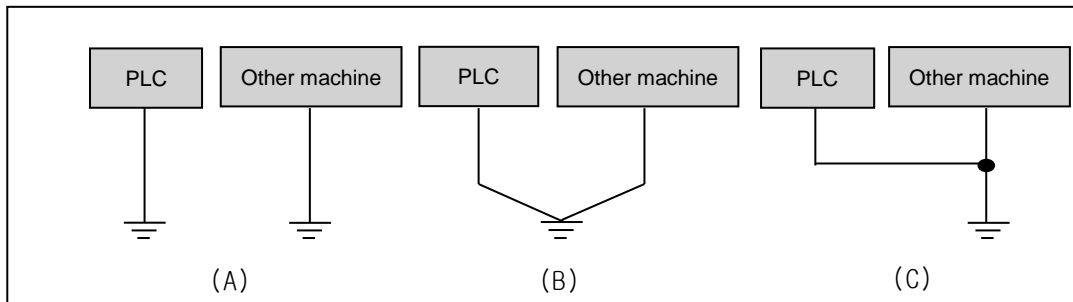 PLC Other machine PLC Other machine PLC Other machine
(A) (B) (C)